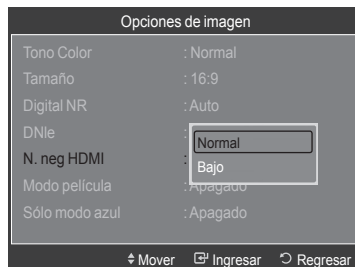 Opciones de imagen
Tono Color : Normal
Tamaño : 16:9
Digital NR : Auto
DNIe :
Normal
N. neg HDMI :
Bajo
Modo película : Apagado
Sólo modo azul : Apagado
Mover Ingresar Regresar